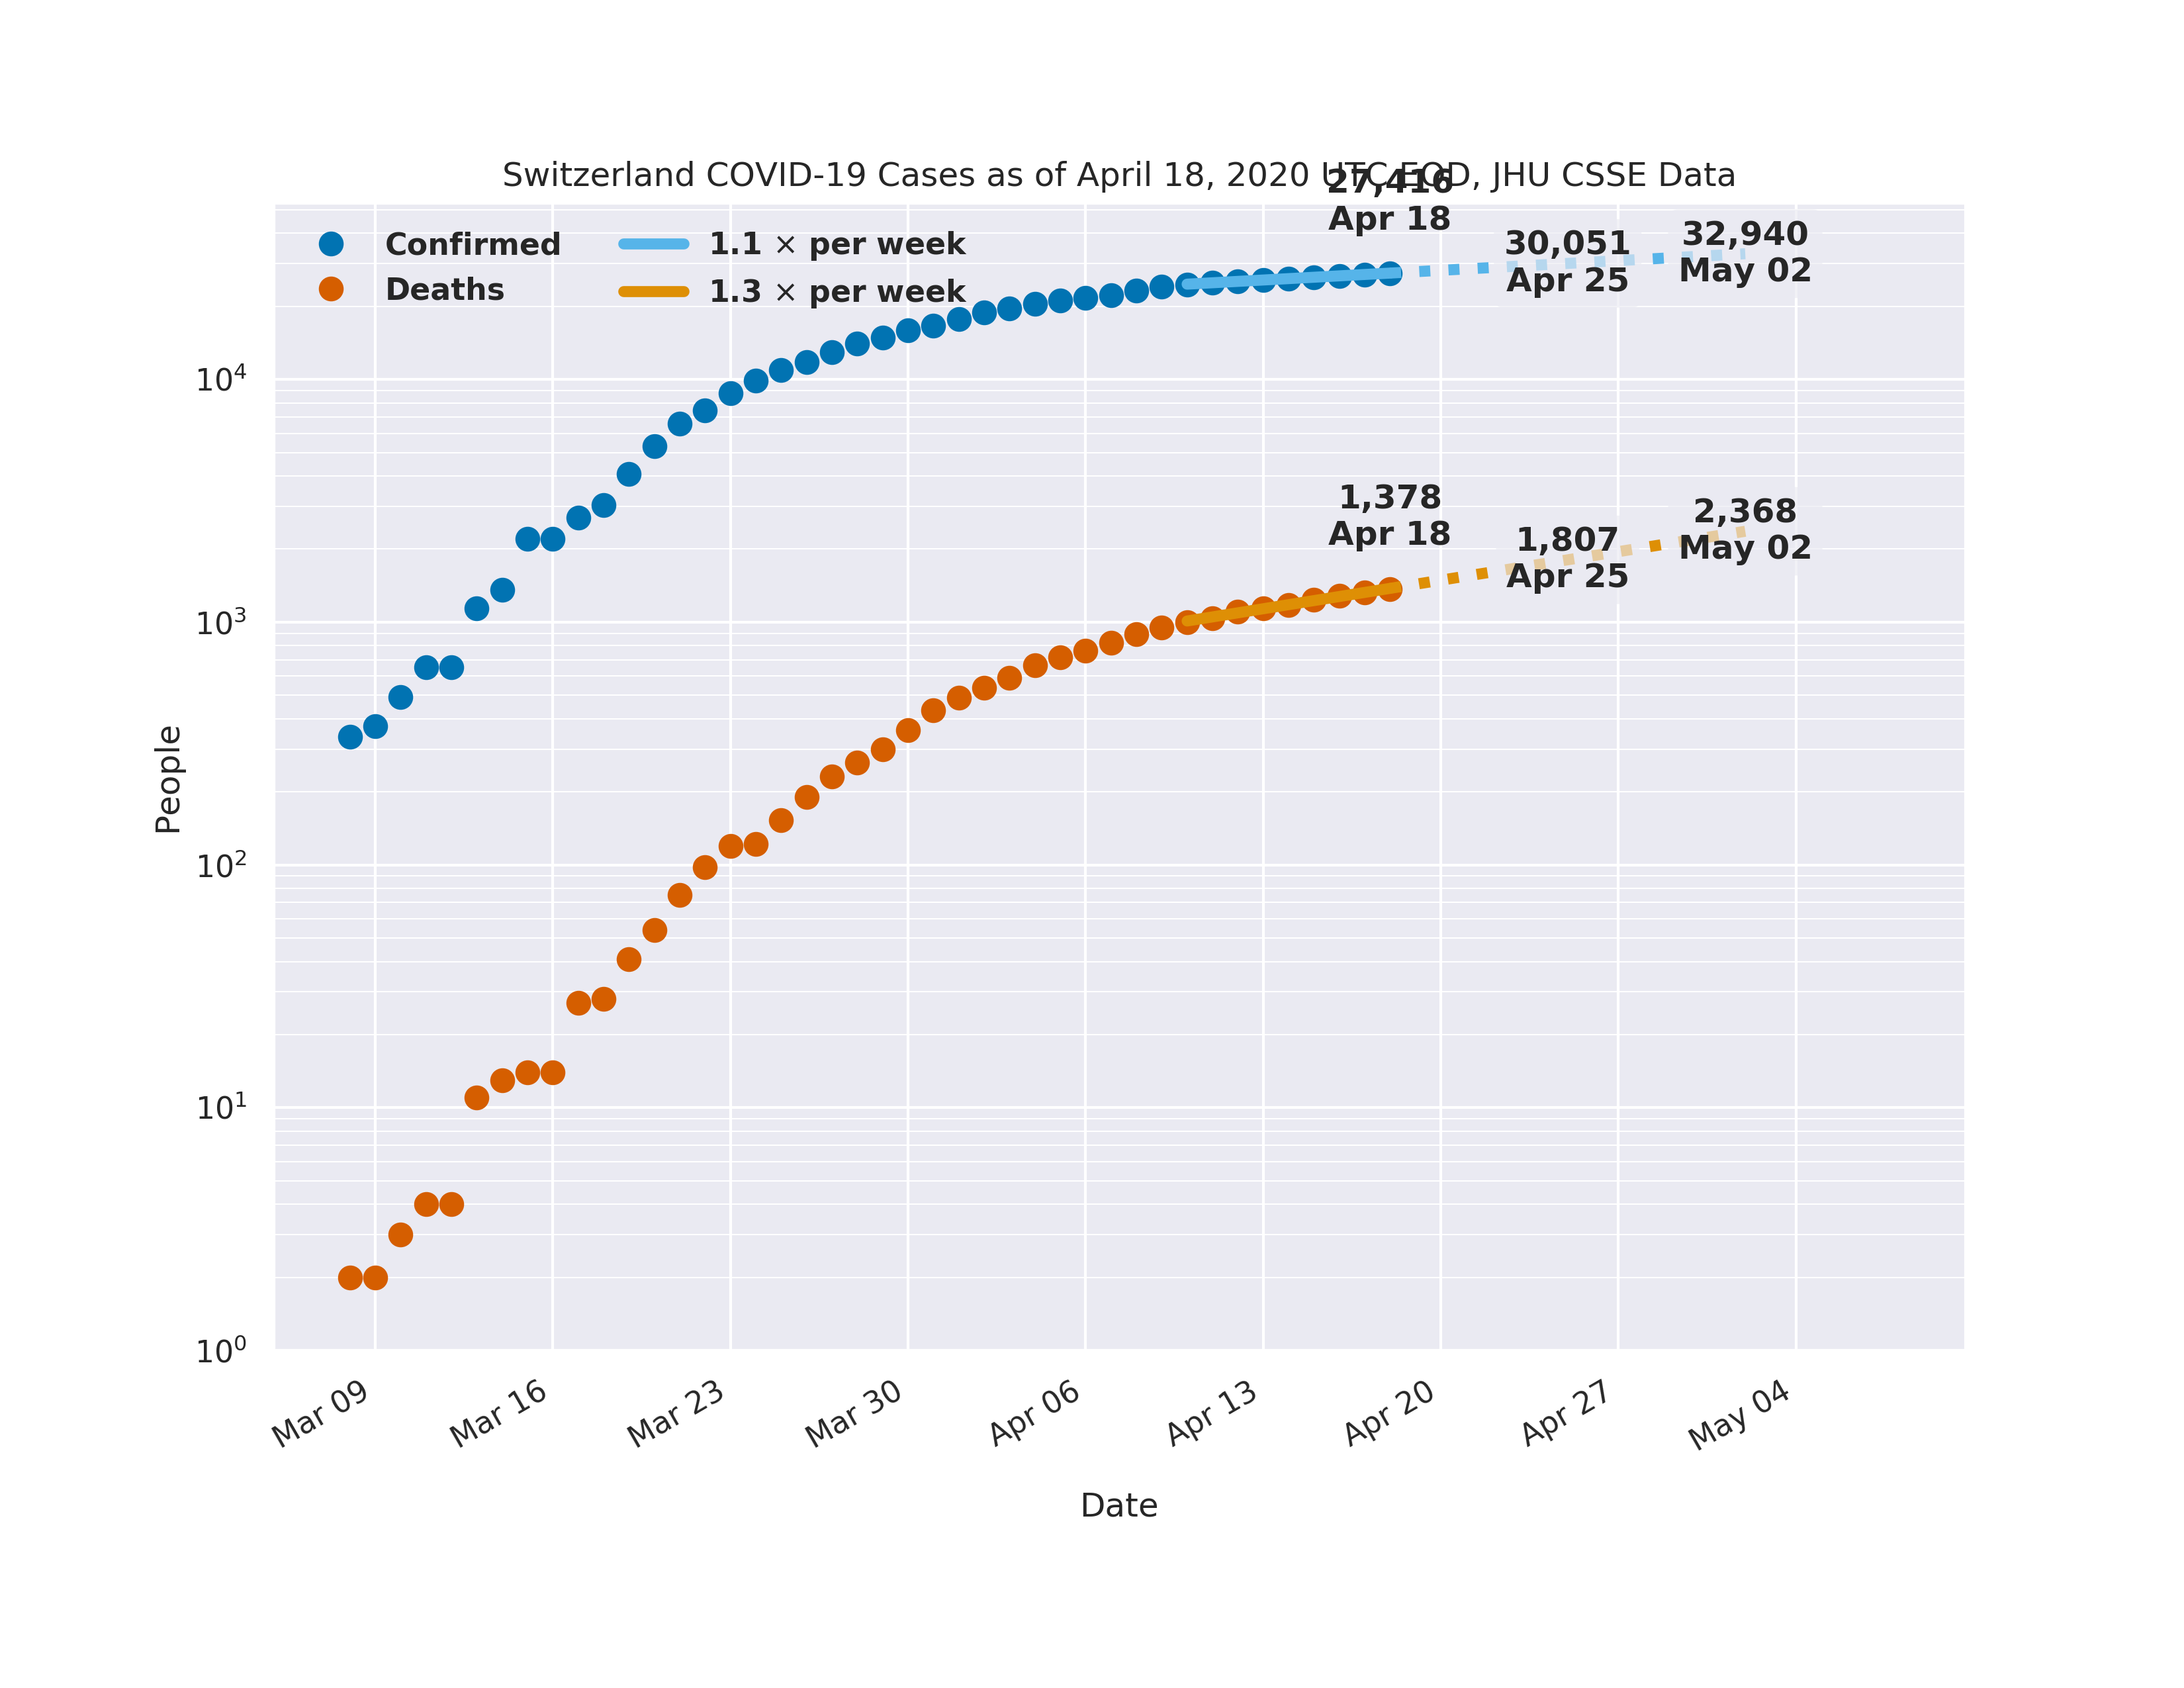 Switzerland COVID-19 Cases as of April 18, 2020 UTC EOD, JHU CSSE Data
27,416
Apr 18
30,051
Apr 25
32,940
May 02
Confirmed
Deaths
1.1 × per week
1.3 × per week
1,378
Apr 18
1,807
Apr 25
2,368
May 02
People
10⁴
10³
10²
10¹
10⁰
Mar 09
Mar 16
Mar 23
Mar 30
Apr 06
Apr 13
Apr 20
Apr 27
May 04
Date